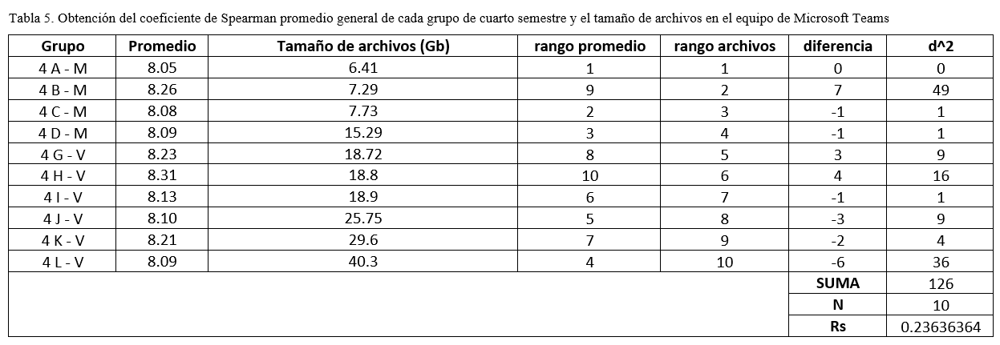 Tabla 5. Obtención del coeficiente de Spearman promedio general de cada grupo de cuarto semestre y el tamaño de archivos en el equipo de Microsoft Teams
Grupo Promedio Tamaño de archivos (Gb) rango promedio rango archivos diferencia d^2
4 A - M 8.05 6.41 1 1 0 0
4 B - M 8.26 7.29 9 2 7 49
4 C - M 8.08 7.73 2 3 -1 1
4 D - M 8.09 15.29 3 4 -1 1
4 G - V 8.23 18.72 8 5 3 9
4 H - V 8.31 18.8 10 6 4 16
4 I - V 8.13 18.9 6 7 -1 1
4 J - V 8.10 25.75 5 8 -3 9
4 K - V 8.21 29.6 7 9 -2 4
4 L - V 8.09 40.3 4 10 -6 36
SUMA 126
N 10
Rs 0.23636364